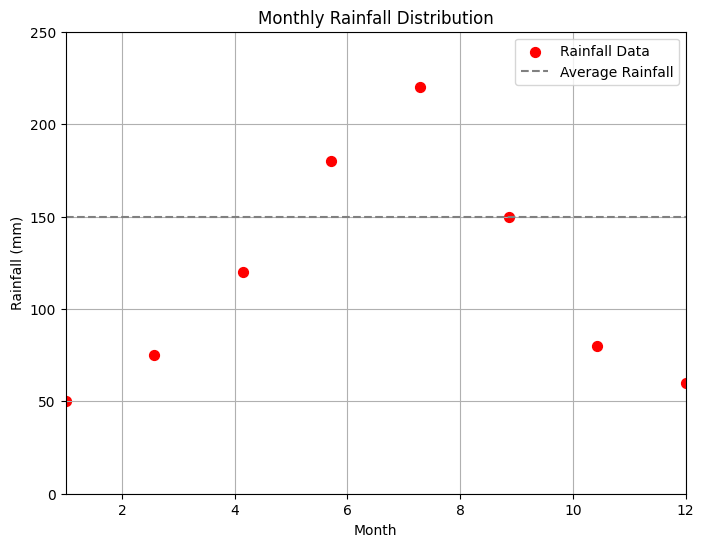 Monthly Rainfall Distribution
Rainfall Data
Average Rainfall
250
200
150
100
50
0
Rainfall (mm)
2 4 6 8 10 12
Month